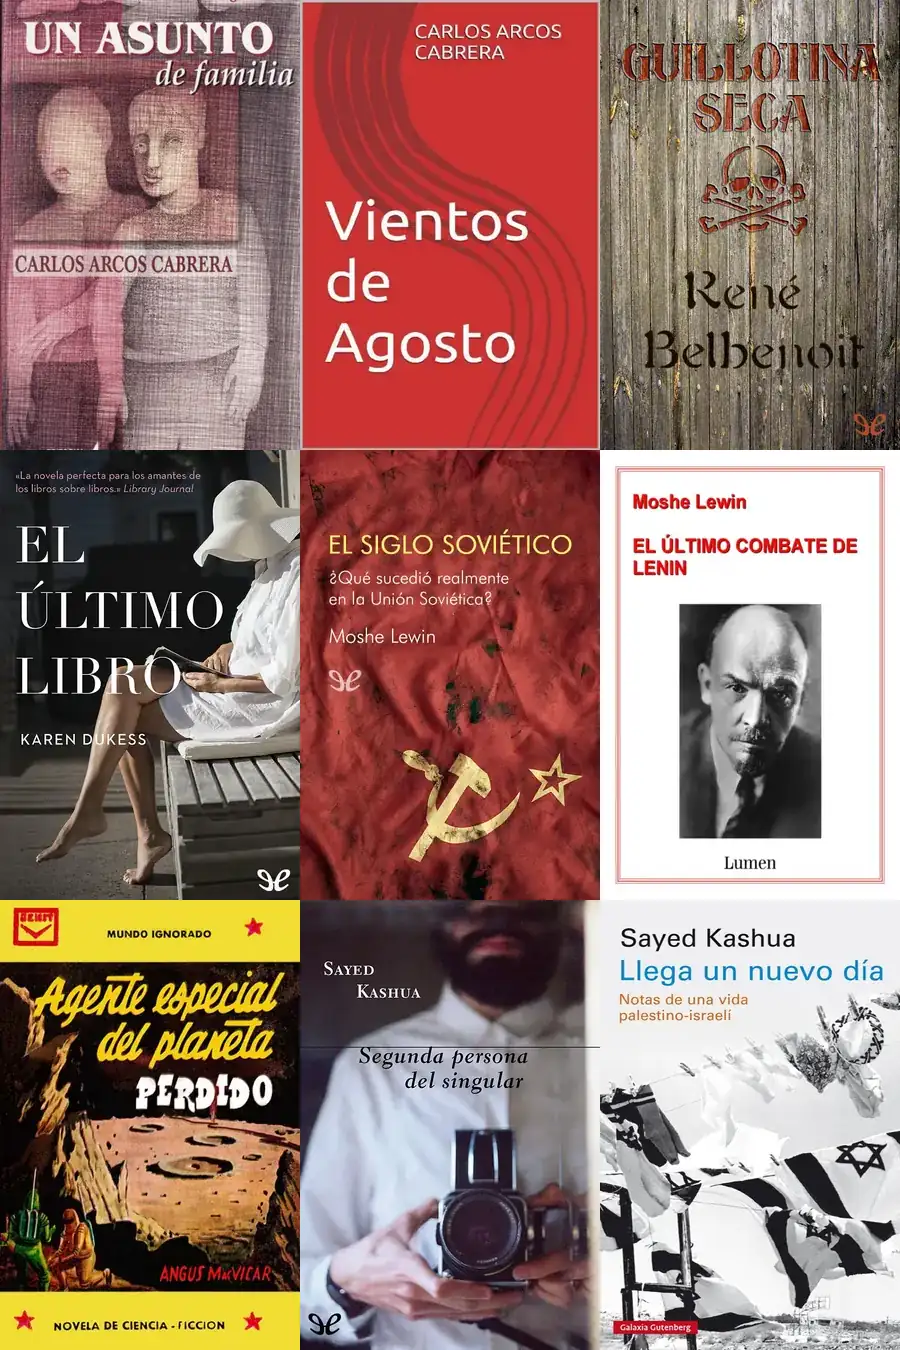 UN ASUNTO
de familia
CARLOS ARCOS CABRERA
CARLOS ARCOS
CABRERA
Vientos
de
Agosto
GUILLOTINA
SECA
René
Belbenoit
«La novela perfecta para los amantes de
los libros sobre libros.» Library Journal
EL
ÚLTIMO
LIBRO
KAREN DUKESS
EL SIGLO SOVIÉTICO
¿Qué sucedió realmente
en la Unión Soviética?
Moshe Lewin
Moshe Lewin
EL ÚLTIMO COMBATE DE
LENIN
Lumen
MUNDO IGNORADO
Agente especial
del planeta
PERDIDO
ANGUS MACVICAR
NOVELA DE CIENCIA-FICCION
SAYED
KASHUA
Segunda persona
del singular
Sayed Kashua
Llega un nuevo día
Notas de una vida
palestino-israelí
Galaxia Gutenberg